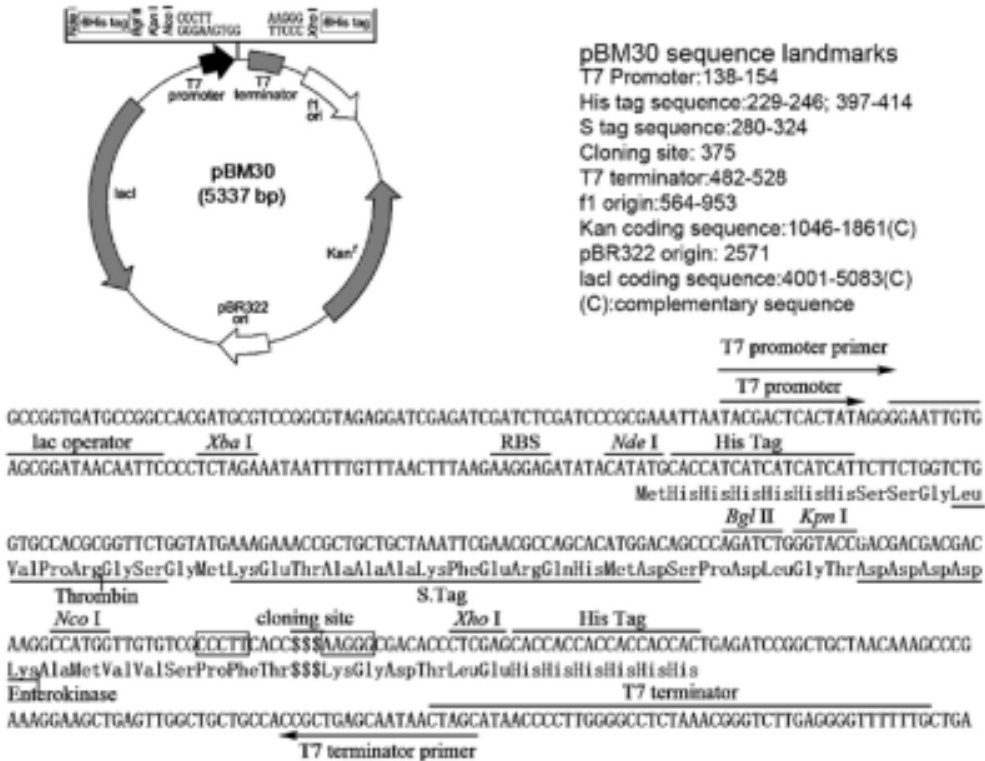 Nde I 6His tag Bgl II Kpn I Nco I CCCTT AAGGG Xho I 6His tag
GGGAAGTGG TTCCC
T7 promoter
T7 terminator
f1 ori
lacI
pBM30
(5337 bp)
Kanr
pBR322 ori
pBM30 sequence landmarks
T7 Promoter:138-154
His tag sequence:229-246; 397-414
S tag sequence:280-324
Cloning site: 375
T7 terminator:482-528
f1 origin:564-953
Kan coding sequence:1046-1861(C)
pBR322 origin: 2571
lacI coding sequence:4001-5083(C)
(C):complementary sequence
T7 promoter primer
T7 promoter
GCCGGTGATGCCGGCCACGATGCGTCCGGCGTAGAGGATCGAGATCGATCTCGATCCCGCGAAATTAATACGACTCACTATAGGGGAATTGTG
lac operator Xba I RBS Nde I His Tag
AGCGGATAACAATTCCCCTCTAGAAATAATTTTGTTTAACTTTAAGAAGGAGATATACATATGCACCATCATCATCATCATTCTTCTGGTCTG
MetHisHisHisHisHisHisSerSerGlyLeu
Bgl II Kpn I
GTGCCACGCGGTTCTGGTATGAAAGAAACCGCTGCTGCTAAATTCGAACGCCAGCACATGGACAGCCCAGATCTGGGTACCGACGACGACGAC
ValProArgGlySerGlyMetLysGluThrAlaAlaAlaLysPheGluArgGlnHisMetAspSerProAspLeuGlyThrAspAspAspAsp
Thrombin S.Tag
Nco I cloning site Xho I His Tag
AAGGCCATGGTTGTGTCGCCCTTCACC$$$AAGGGCGACACCCTCGAGCACCACCACCACCACCACTGAGATCCGGCTGCTAACAAAGCCCG
LysAlaMetValValSerProPheThr$$$LysGlyAspThrLeuGluHisHisHisHisHisHis
Enterokinase T7 terminator
AAAGGAAGCTGAGTTGGCTGCTGCCACCGCTGAGCAATAACTAGCATAACCCCTTGGGGCCTCTAAACGGGTCTTGAGGGGTTTTTTGCTGA
T7 terminator primer